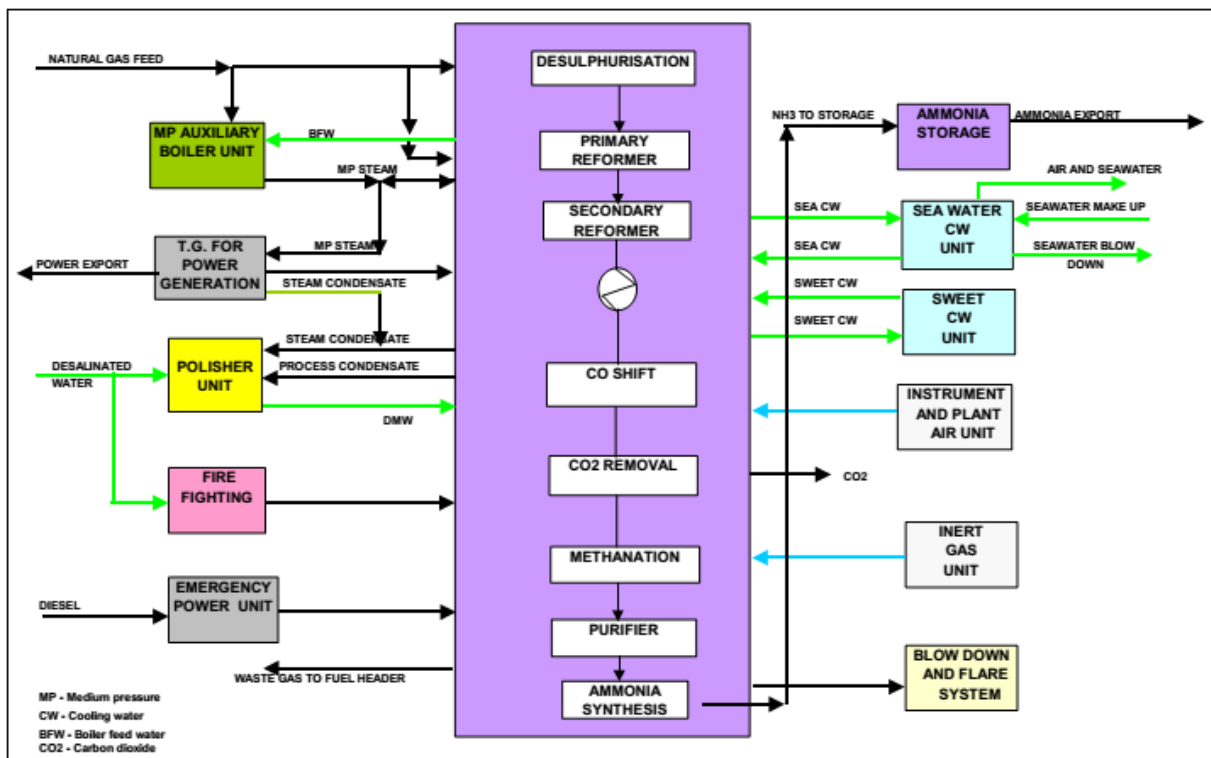 NATURAL GAS FEED
MP AUXILIARY
BOILER UNIT
BFW
MP STEAM
T.G. FOR
POWER
GENERATION
MP STEAM
POWER EXPORT
STEAM CONDENSATE
STEAM CONDENSATE
DESALINATED
WATER
POLISHER
UNIT
PROCESS CONDENSATE
DMW
FIRE
FIGHTING
DIESEL
EMERGENCY
POWER UNIT
WASTE GAS TO FUEL HEADER
MP - Medium pressure
CW - Cooling water
BFW - Boiler feed water
CO2 - Carbon dioxide
DESULPHURISATION
PRIMARY
REFORMER
SECONDARY
REFORMER
CO SHIFT
CO2 REMOVAL
METHANATION
PURIFIER
AMMONIA
SYNTHESIS
NH3 TO STORAGE
AMMONIA
STORAGE
AMMONIA EXPORT
AIR AND SEAWATER
SEA CW
SEA WATER
CW
UNIT
SEAWATER MAKE UP
SEA CW
SEAWATER BLOW
DOWN
SWEET CW
SWEET
CW
UNIT
SWEET CW
INSTRUMENT
AND PLANT
AIR UNIT
CO2
INERT
GAS
UNIT
BLOW DOWN
AND FLARE
SYSTEM